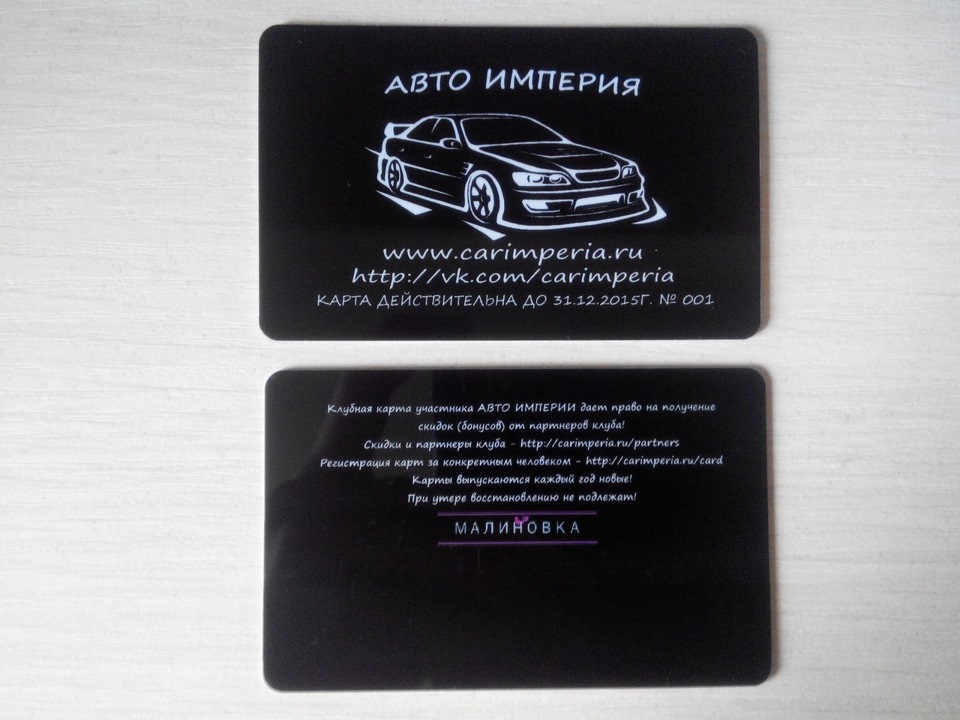 АВТО ИМПЕРИЯ
www.carimperia.ru
http://vk.com/carimperia
КАРТА ДЕЙСТВИТЕЛЬНА ДО 31.12.2015Г. № 001
Клубная карта участника АВТО ИМПЕРИИ дает право на получение
скидок (бонусов) от партнеров клуба!
Скидки и партнеры клуба - http://carimperia.ru/partners
Регистрация карт за конкретным человеком - http://carimperia.ru/card
Карты выпускаются каждый год новые!
При утере восстановлению не подлежат!
МАЛИНОВКА